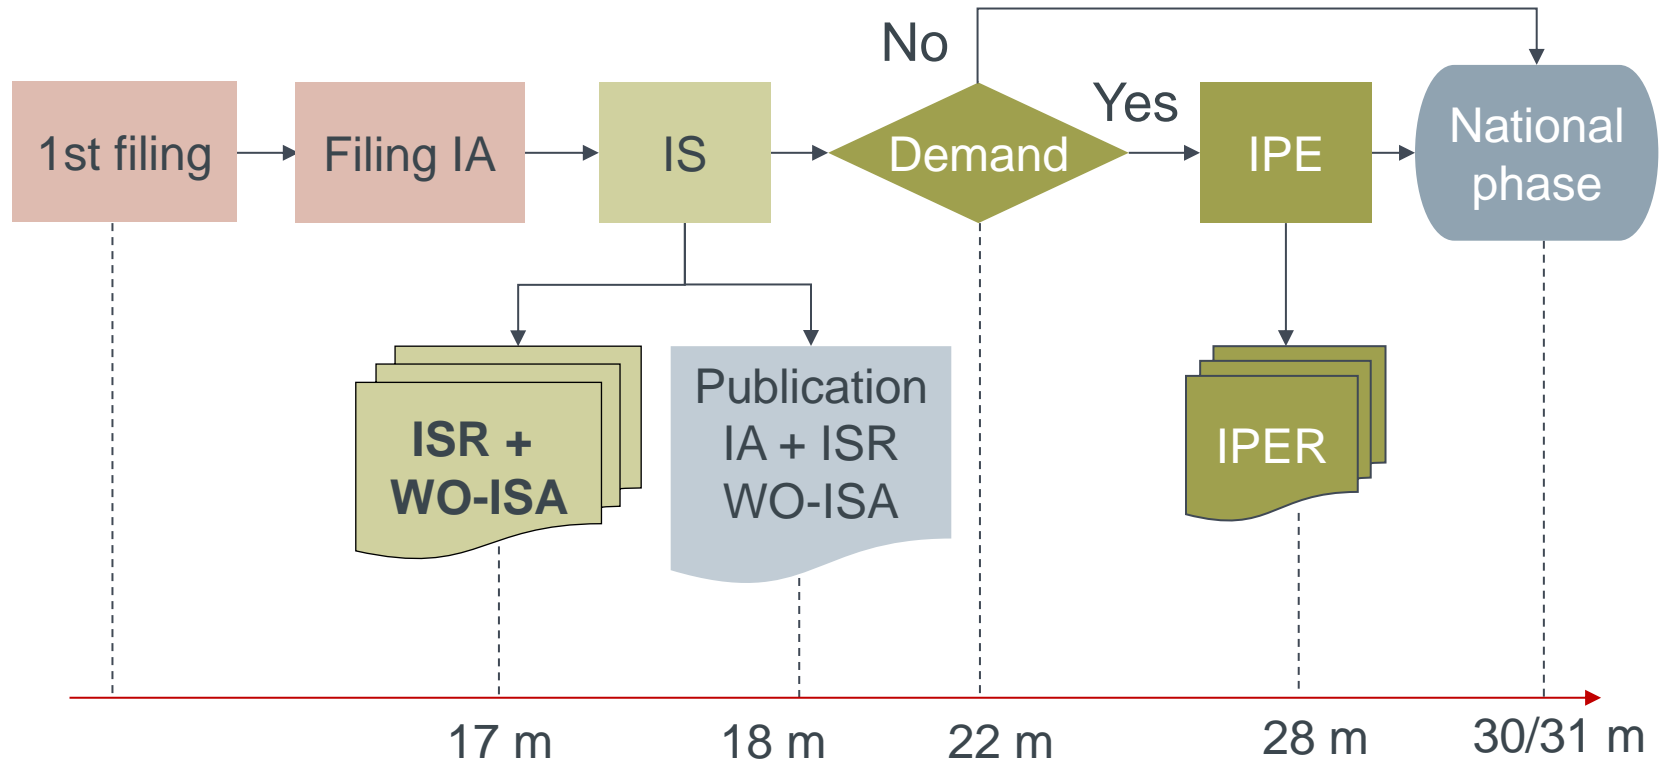 No
Yes
1st filing
Filing IA
IS
Demand
IPE
National
phase
ISR +
WO-ISA
Publication
IA + ISR
WO-ISA
IPER
17 m
18 m
22 m
28 m
30/31 m